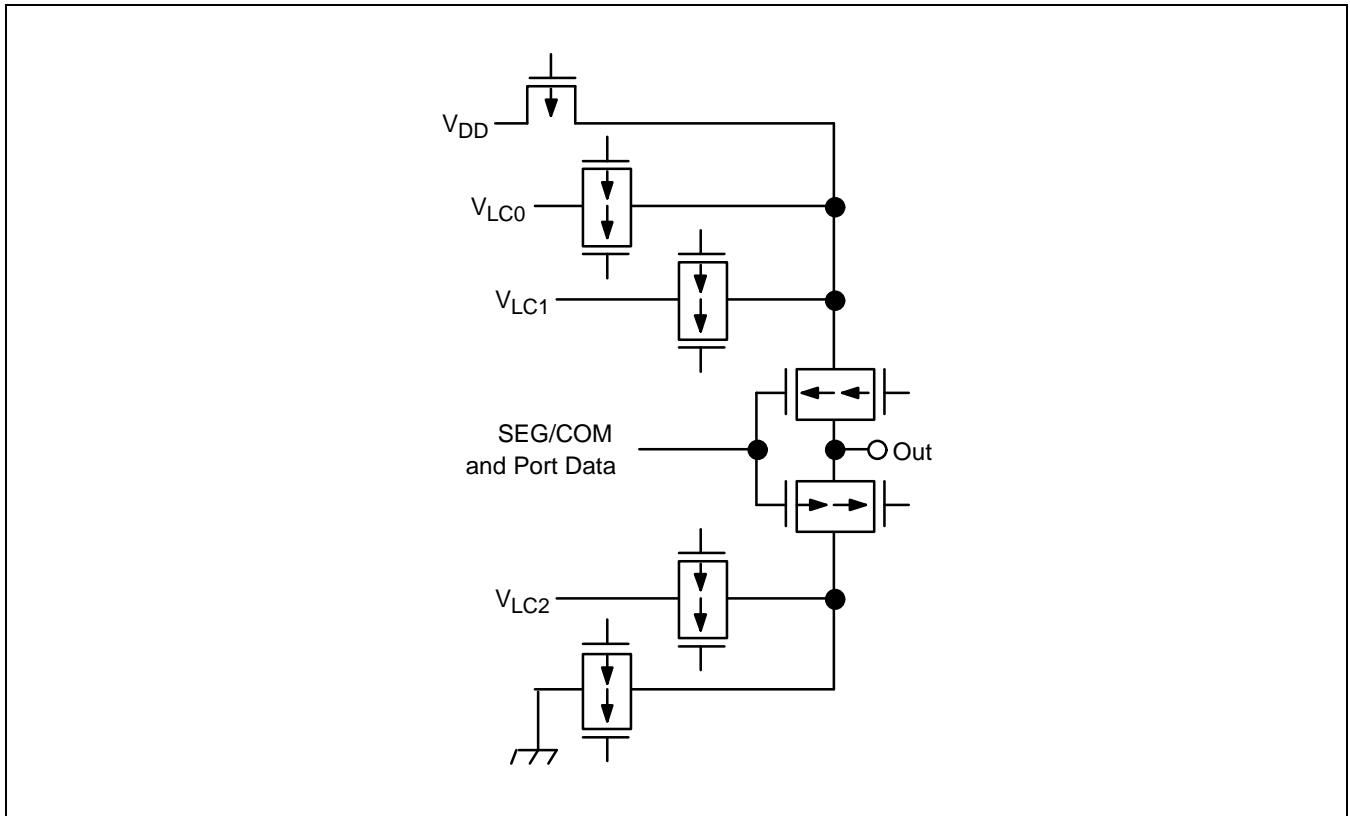 VDD
VLC0
VLC1
SEG/COM
and Port Data
Out
VLC2